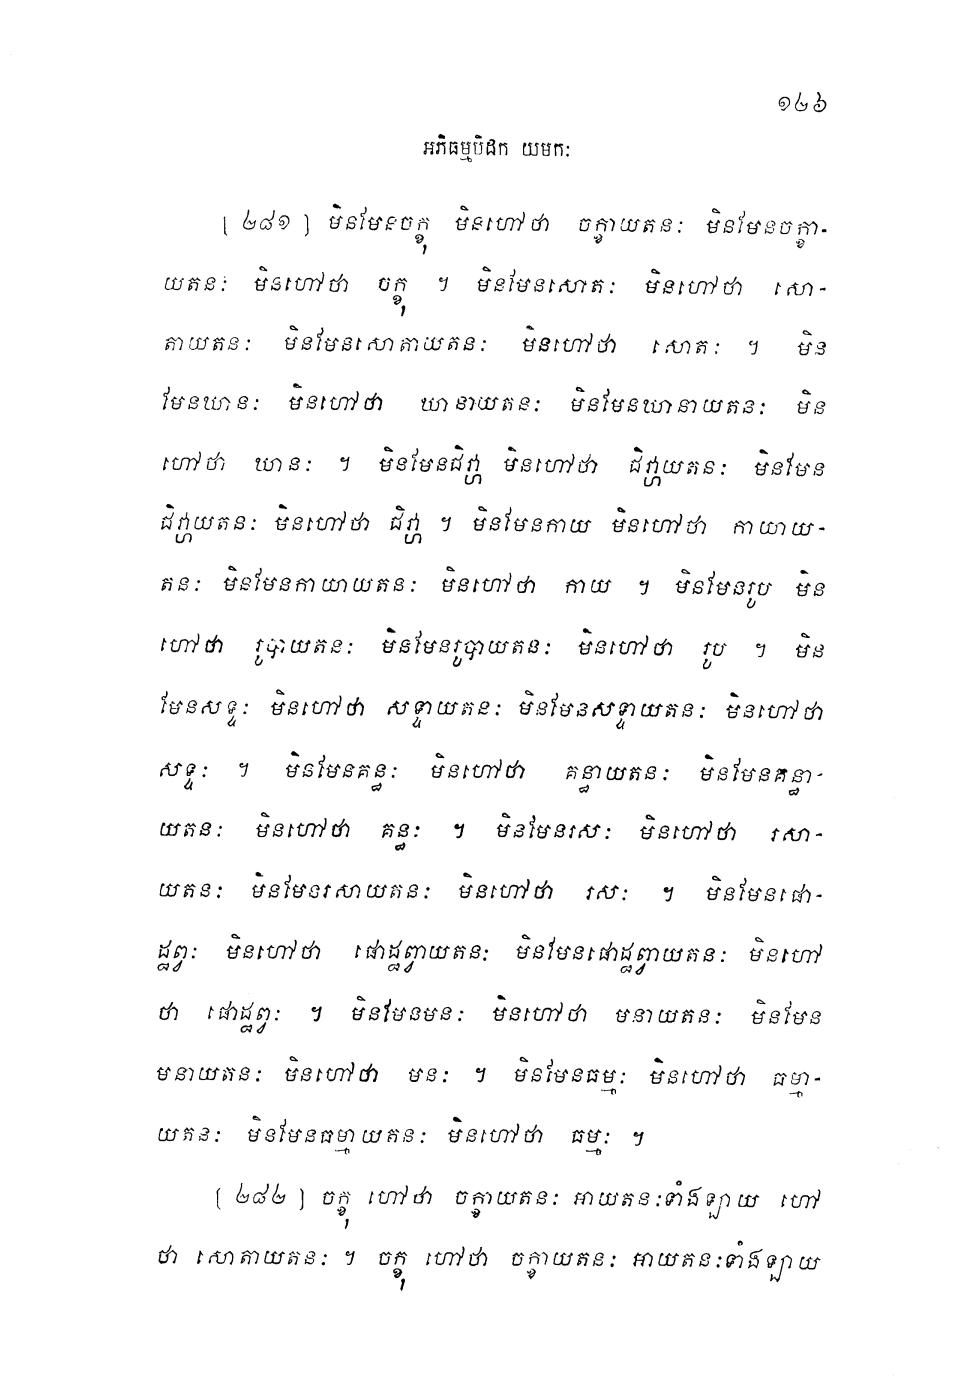 ១២៦
អភិធម្មបិដក យមកៈ
[ ២៨១ ] មិនមែនចក្ខុ មិនហៅថា ចក្ខាយតនៈ មិនមែនចក្ខា-
យតនៈ មិនហៅថា ចក្ខុ ។ មិនមែនសោតៈ មិនហៅថា សោ-
តាយតនៈ មិនមែនសោតាយតនៈ មិនហៅថា សោតៈ ។ មិន
មែនឃានៈ មិនហៅថា ឃានាយតនៈ មិនមែនឃានាយតនៈ មិន
ហៅថា ឃានៈ ។ មិនមែនជិវ្ហា មិនហៅថា ជិវ្ហាយតនៈ មិនមែន
ជិវ្ហាយតនៈ មិនហៅថា ជិវ្ហា ។ មិនមែនកាយ មិនហៅថា កាយាយ-
តនៈ មិនមែនកាយាយតនៈ មិនហៅថា កាយ ។ មិនមែនរូប មិន
ហៅថា រូបាយតនៈ មិនមែនរូបាយតនៈ មិនហៅថា រូប ។ មិន
មែនសទ្ទៈ មិនហៅថា សទ្ទាយតនៈ មិនមែនសទ្ទាយតនៈ មិនហៅថា
សទ្ទៈ ។ មិនមែនគន្ធៈ មិនហៅថា គន្ធាយតនៈ មិនមែនគន្ធា-
យតនៈ មិនហៅថា គន្ធៈ ។ មិនមែនរសៈ មិនហៅថា រសា-
យតនៈ មិនមែនរសាយតនៈ មិនហៅថា រសៈ ។ មិនមែនផោ-
ដ្ឋព្វៈ មិនហៅថា ផោដ្ឋព្វាយតនៈ មិនមែនផោដ្ឋព្វាយតនៈ មិនហៅ
ថា ផោដ្ឋព្វៈ ។ មិនមែនមនៈ មិនហៅថា មនាយតនៈ មិនមែន
មនាយតនៈ មិនហៅថា មនៈ ។ មិនមែនធម្មៈ មិនហៅថា ធម្មា-
យតនៈ មិនមែនធម្មាយតនៈ មិនហៅថា ធម្មៈ ។
[ ២៨២ ] ចក្ខុ ហៅថា ចក្ខាយតនៈ អាយតនៈទាំងឡាយ ហៅ
ថា សោតាយតនៈ ។ ចក្ខុ ហៅថា ចក្ខាយតនៈ អាយតនៈទាំងឡាយ